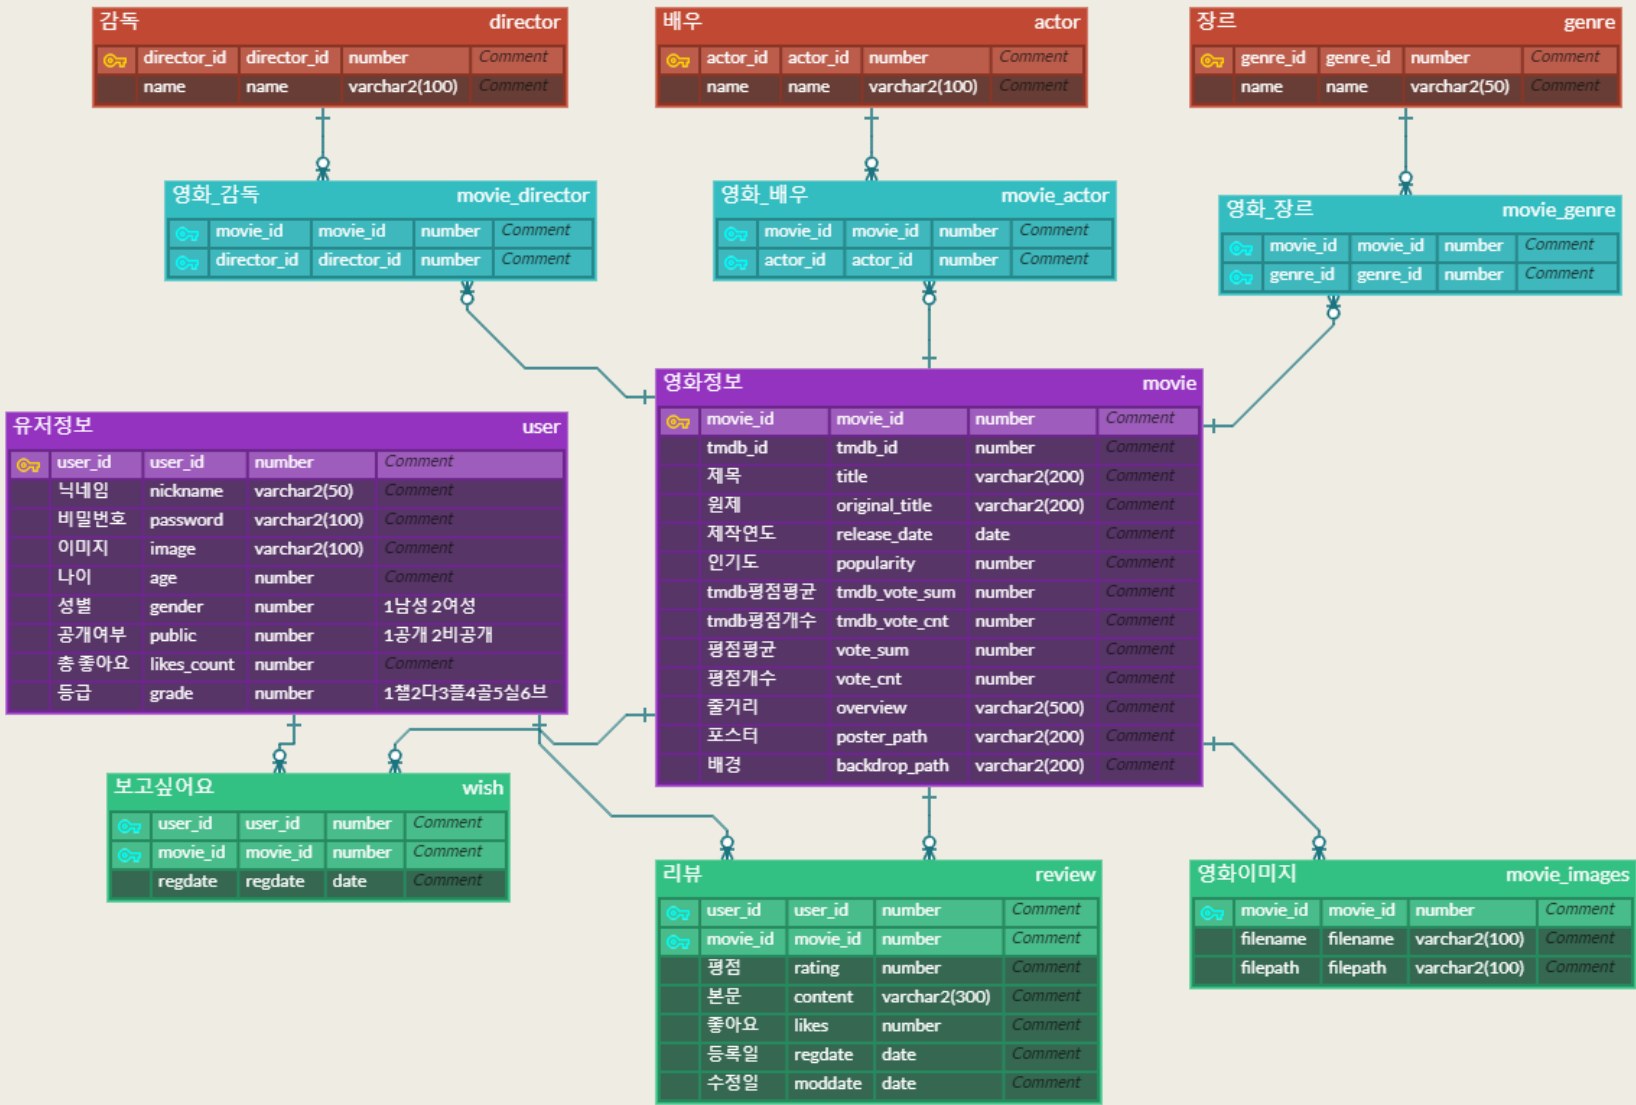 감독 director
director_id director_id number Comment
name name varchar2(100) Comment
배우 actor
actor_id actor_id number Comment
name name varchar2(100) Comment
장르 genre
genre_id genre_id number Comment
name name varchar2(50) Comment
영화_감독 movie_director
movie_id movie_id number Comment
director_id director_id number Comment
영화_배우 movie_actor
movie_id movie_id number Comment
actor_id actor_id number Comment
영화_장르 movie_genre
movie_id movie_id number Comment
genre_id genre_id number Comment
유저정보 user
user_id user_id number Comment
닉네임 nickname varchar2(50) Comment
비밀번호 password varchar2(100) Comment
이미지 image varchar2(100) Comment
나이 age number Comment
성별 gender number 1남성 2여성
공개여부 public number 1공개 2비공개
총 좋아요 likes_count number Comment
등급 grade number 1챌2다3플4골5실6브
영화정보 movie
movie_id movie_id number Comment
tmdb_id tmdb_id number Comment
제목 title varchar2(200) Comment
원제 original_title varchar2(200) Comment
제작연도 release_date date Comment
인기도 popularity number Comment
tmdb평점평균 tmdb_vote_sum number Comment
tmdb평점개수 tmdb_vote_cnt number Comment
평점평균 vote_sum number Comment
평점개수 vote_cnt number Comment
줄거리 overview varchar2(500) Comment
포스터 poster_path varchar2(200) Comment
배경 backdrop_path varchar2(200) Comment
보고싶어요 wish
user_id user_id number Comment
movie_id movie_id number Comment
regdate regdate date Comment
리뷰 review
user_id user_id number Comment
movie_id movie_id number Comment
평점 rating number Comment
본문 content varchar2(300) Comment
좋아요 likes number Comment
등록일 regdate date Comment
수정일 moddate date Comment
영화이미지 movie_images
movie_id movie_id number Comment
filename filename varchar2(100) Comment
filepath filepath varchar2(100) Comment